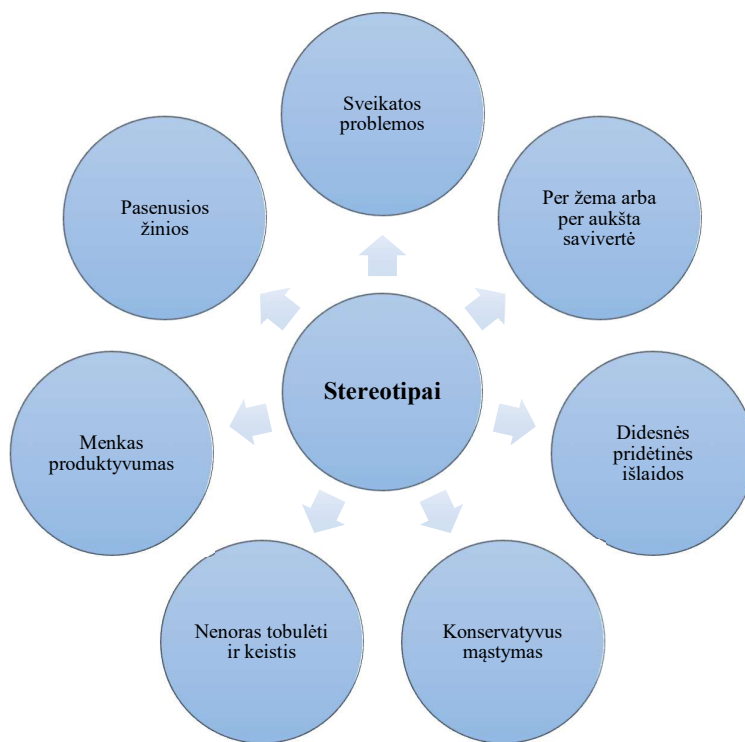 Sveikatos
problemos
Per žema arba
per aukšta
savivertė
Didesnės
pridėtinės
išlaidos
Konservatyvus
mąstymas
Nenoras tobulėti
ir keistis
Menkas
produktyvumas
Pasenusios
žinios
Stereotipai